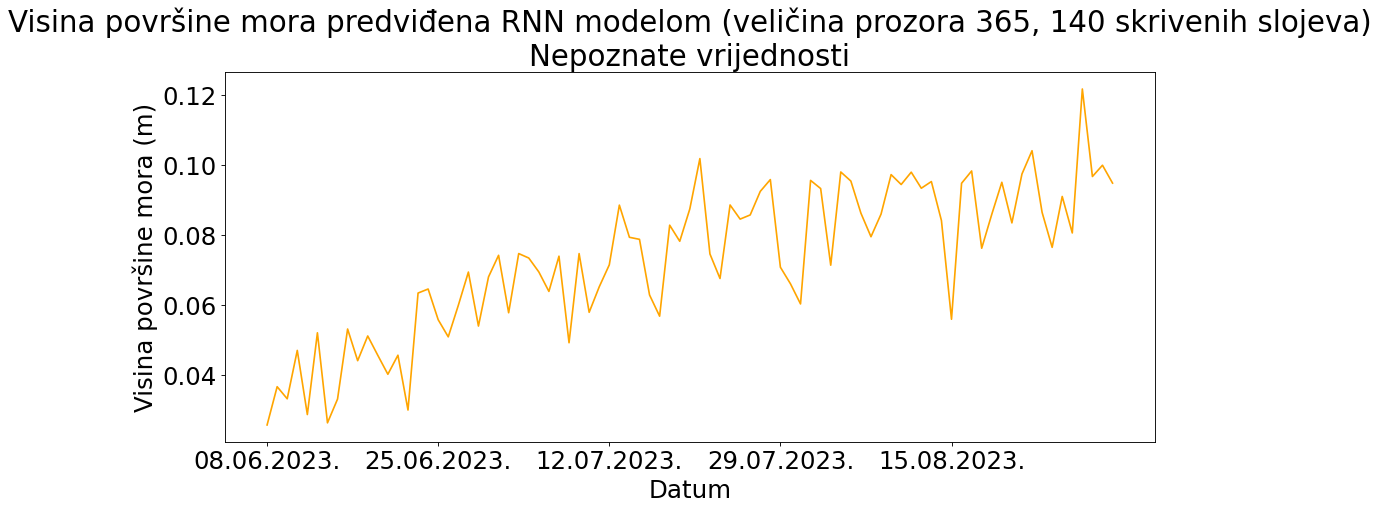 Visina površine mora predviđena RNN modelom (veličina prozora 365, 140 skrivenih slojeva)
Nepoznate vrijednosti
Visina površine mora (m)
0.12
0.10
0.08
0.06
0.04
08.06.2023. 25.06.2023. 12.07.2023. 29.07.2023. 15.08.2023.
Datum